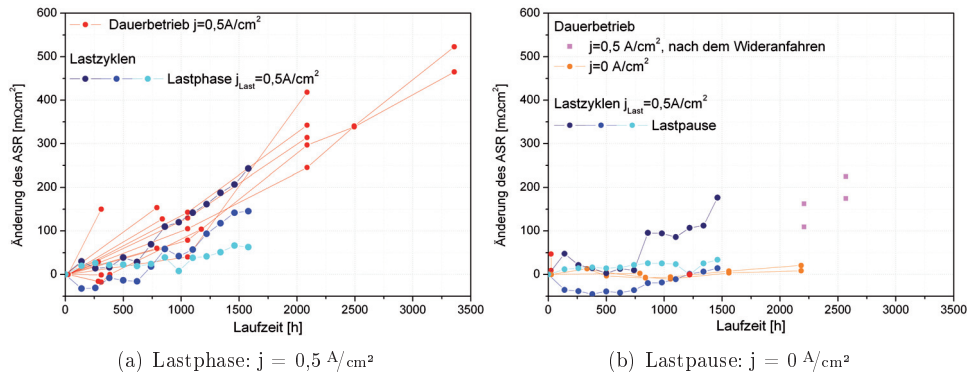 600
500
400
300
200
100
0
Änderung des ASR [mΩcm²]
Dauerbetrieb j=0,5A/cm²
Lastzyklen
Lastphase j_Last=0,5A/cm²
0 500 1000 1500 2000 2500 3000 3500
Laufzeit [h]
(a) Lastphase: j = 0,5 A/cm²
600
500
400
300
200
100
0
Änderung des ASR [mΩcm²]
Dauerbetrieb
j=0,5 A/cm², nach dem Wideranfahren
j=0 A/cm²
Lastzyklen j_Last=0,5A/cm²
Lastpause
0 500 1000 1500 2000 2500 3000 3500
Laufzeit [h]
(b) Lastpause: j = 0 A/cm²